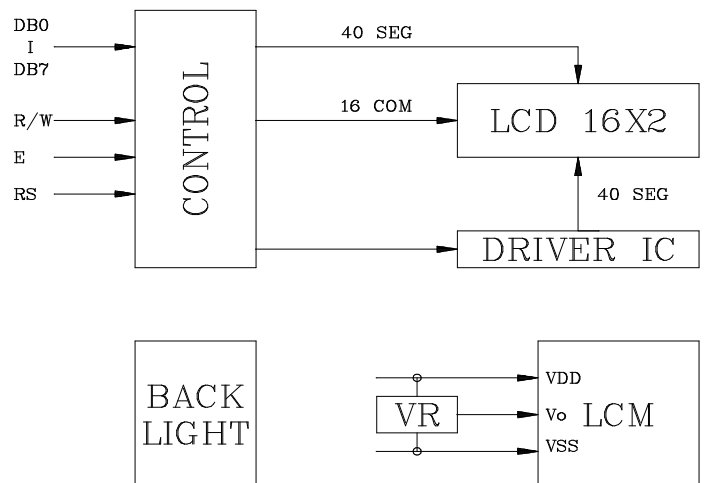 DB0
I
DB7
R/W
E
RS
CONTROL
40 SEG
16 COM
LCD 16X2
40 SEG
DRIVER IC
BACK
LIGHT
VR
VDD
Vo
VSS
LCM